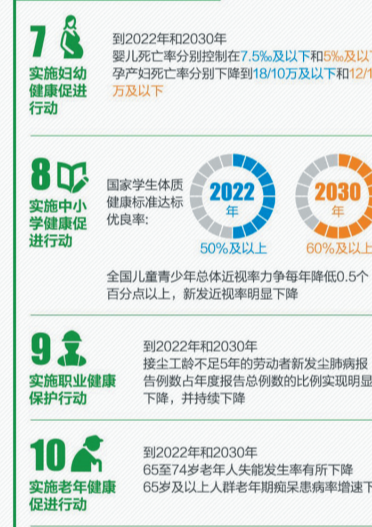 7
实施妇幼
健康促进
行动
到2022年和2030年
婴儿死亡率分别控制在7.5‰及以下和5‰及以
孕产妇死亡率分别下降到18/10万及以下和12/1
万及以下
8
实施中小
学健康促
进行动
国家学生体质
健康标准达标
优良率:
2022
年
50%及以上
2030
年
60%及以上
全国儿童青少年总体近视率力争每年降低0.5个
百分点以上，新发近视率明显下降
9
实施职业健康
保护行动
到2022年和2030年
接尘工龄不足5年的劳动者新发尘肺病报
告例数占年度报告总例数的比例实现明显
下降，并持续下降
10
实施老年健康
促进行动
到2022年和2030年
65至74岁老年人失能发生率有所下降
65岁及以上人群老年期痴呆患病率增速下